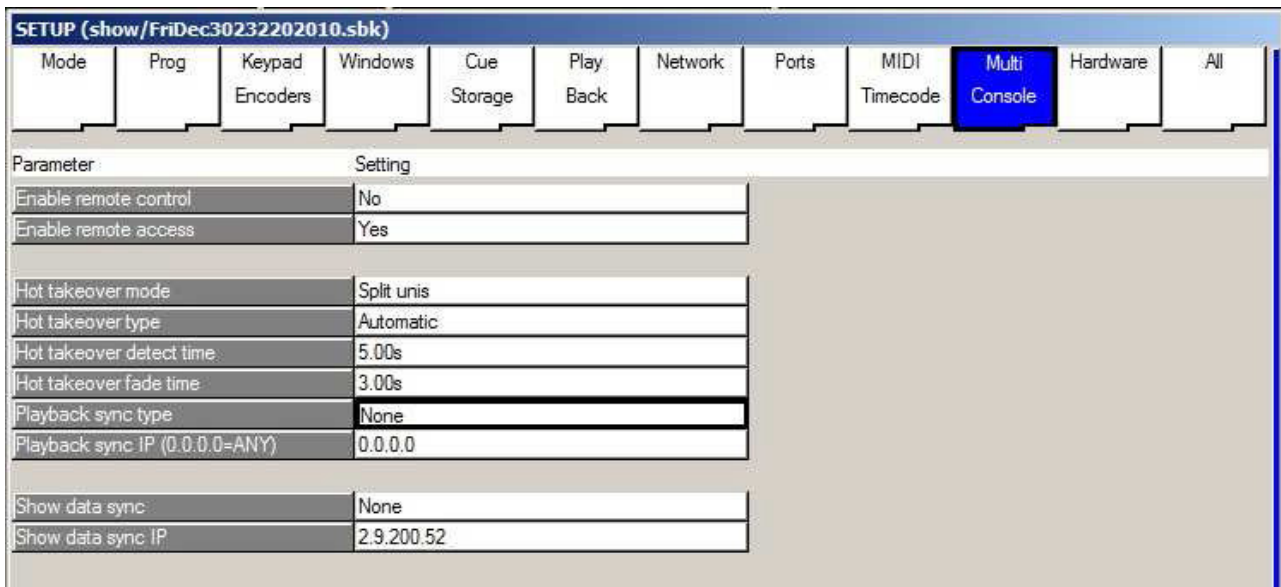 SETUP (show/FriDec30232202010.sbk)
Mode Prog Keypad Encoders Windows Cue Storage Play Back Network Ports MIDI Timecode Multi Console Hardware All
Parameter Setting
Enable remote control No
Enable remote access Yes
Hot takeover mode Split unis
Hot takeover type Automatic
Hot takeover detect time 5.00s
Hot takeover fade time 3.00s
Playback sync type None
Playback sync IP (0.0.0.0=ANY) 0.0.0.0
Show data sync None
Show data sync IP 2.9.200.52